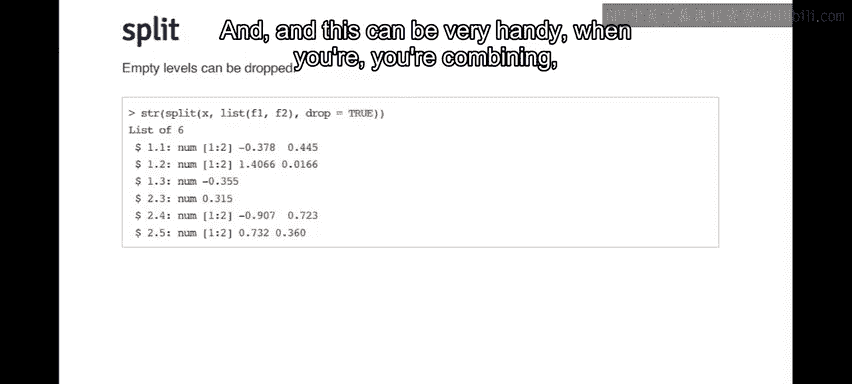 split
And, and this can be very handy, when
you're, you're combining,
Empty levels can be dropped.
> str(split(x, list(f1, f2), drop = TRUE))
List of 6
$ 1.1: num [1:2] -0.378 0.445
$ 1.2: num [1:2] 1.4066 0.0166
$ 1.3: num -0.355
$ 2.3: num 0.315
$ 2.4: num [1:2] -0.907 0.723
$ 2.5: num [1:2] 0.732 0.360